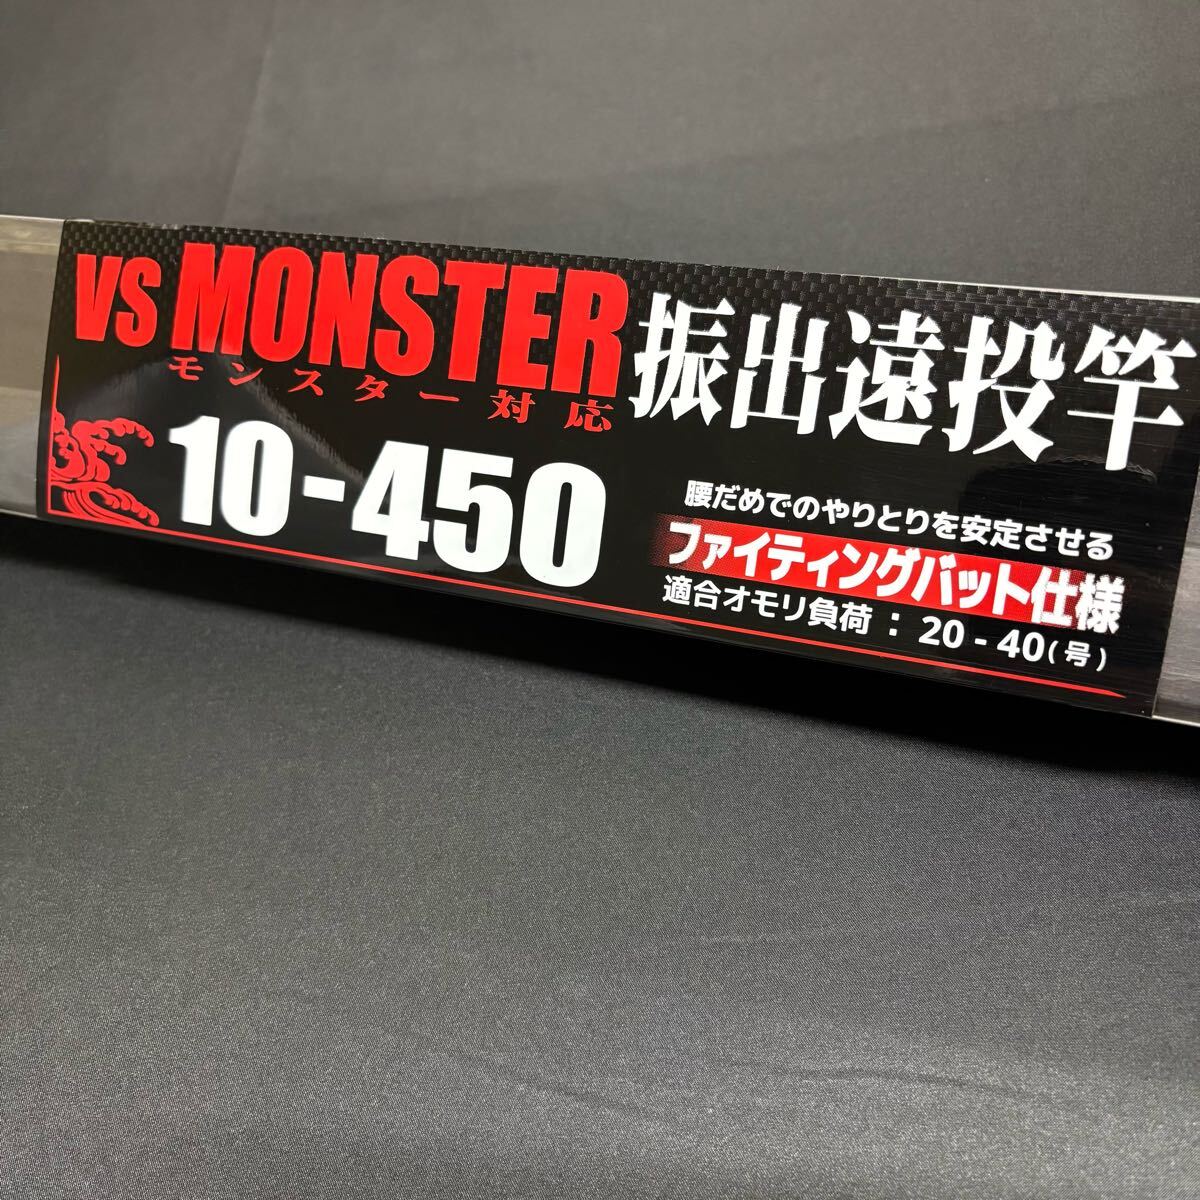 VS MONSTER
モンスター対応
10-450
振出遠投竿
腰だめでのやりとりを安定させる
ファイティングバット仕様
適合オモリ負荷：20-40(号)